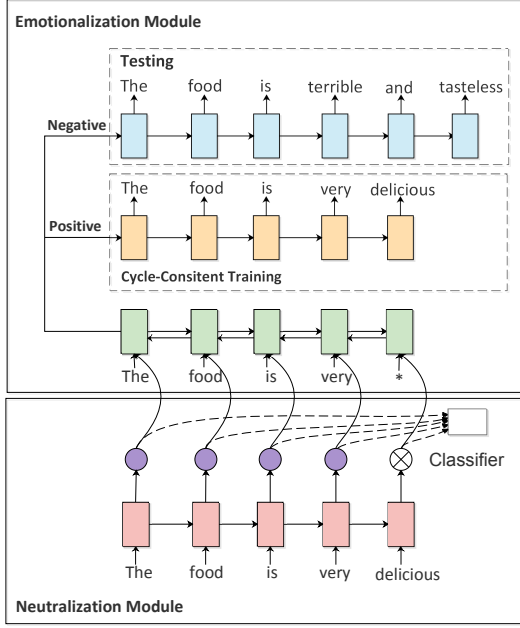 Emotionalization Module
Testing
The food is terrible and tasteless
Negative
The food is very delicious
Positive
Cycle-Consitent Training
The food is very *
Classifier
The food is very delicious
Neutralization Module